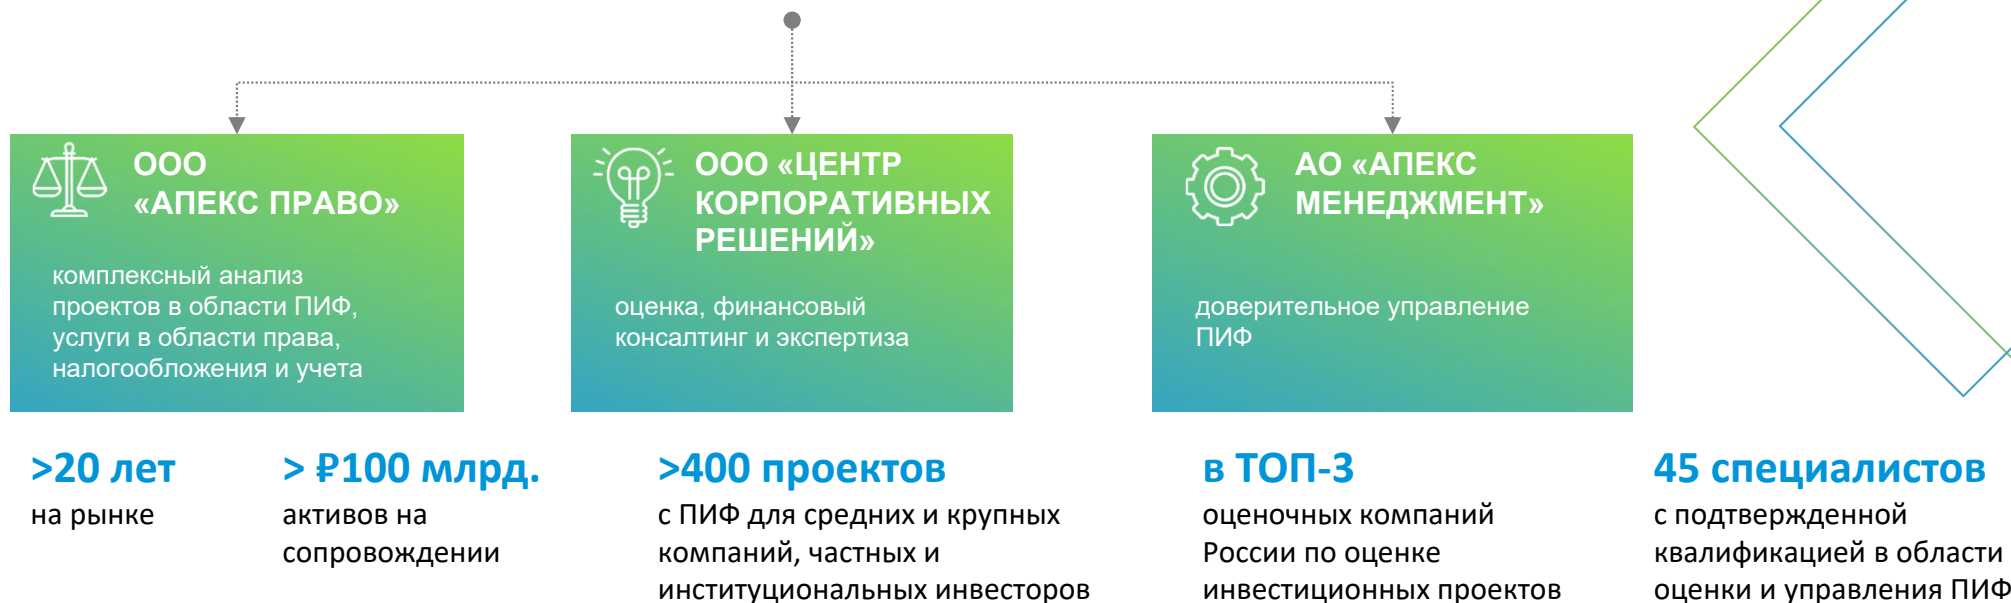 ООО
«АПЕКС ПРАВО»
комплексный анализ
проектов в области ПИФ,
услуги в области права,
налогообложения и учета
ООО «ЦЕНТР
КОРПОРАТИВНЫХ
РЕШЕНИЙ»
оценка, финансовый
консалтинг и экспертиза
АО «АПЕКС
МЕНЕДЖМЕНТ»
доверительное управление
ПИФ
>20 лет
на рынке
> ₽100 млрд.
активов на
сопровождении
>400 проектов
с ПИФ для средних и крупных
компаний, частных и
институциональных инвесторов
в ТОП-3
оценочных компаний
России по оценке
инвестиционных проектов
45 специалистов
с подтвержденной
квалификацией в области
оценки и управления ПИФ